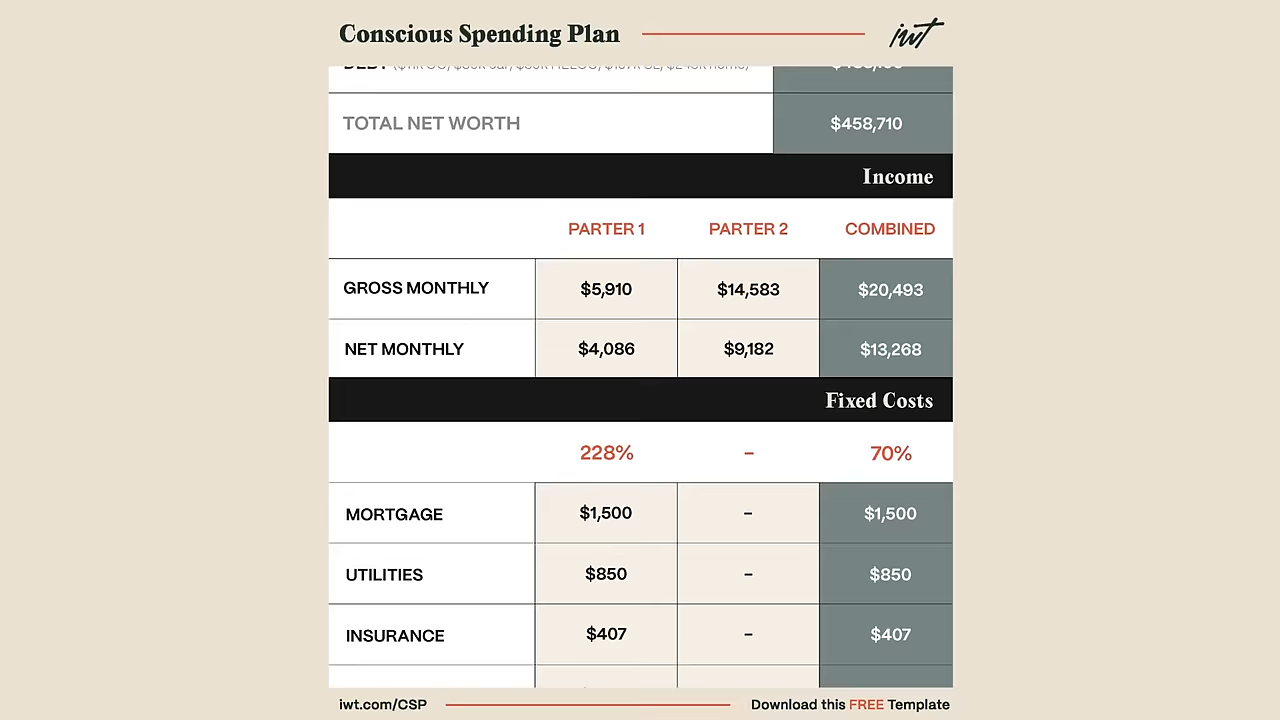 Conscious Spending Plan
iwt
DEBT
TOTAL NET WORTH $458,710
Income
PARTER 1 PARTER 2 COMBINED
GROSS MONTHLY $5,910 $14,583 $20,493
NET MONTHLY $4,086 $9,182 $13,268
Fixed Costs
228% – 70%
MORTGAGE $1,500 – $1,500
UTILITIES $850 – $850
INSURANCE $407 – $407
iwt.com/CSP Download this FREE Template